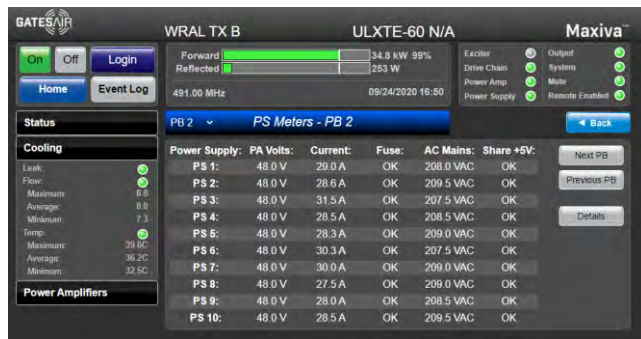 GATESAIR
WRAL TX B
ULXTE-60 N/A
Maxiva™
On
Off
Login
Home
Event Log
Forward
34.8 kW 99%
Reflected
253 W
491.00 MHz
09/24/2020 16:50
Exciter
Output
Drive Chain
System
Power Amp
Mute
Power Supply
Remote Enabled
Status
PB 2
PS Meters - PB 2
Back
Cooling
Leak:
Flow:
Maximum: 8.8
Average: 8.0
Minimum: 7.3
Temp:
Maximum: 39.6C
Average: 36.2C
Minimum: 32.5C
Power Amplifiers
Power Supply: PA Volts: Current: Fuse: AC Mains: Share +5V:
PS 1: 48.0 V 29.0 A OK 208.0 VAC OK
PS 2: 48.0 V 28.6 A OK 209.5 VAC OK
PS 3: 48.0 V 31.5 A OK 207.5 VAC OK
PS 4: 48.0 V 28.5 A OK 208.5 VAC OK
PS 5: 48.0 V 28.3 A OK 209.0 VAC OK
PS 6: 48.0 V 30.3 A OK 207.5 VAC OK
PS 7: 48.0 V 30.0 A OK 209.0 VAC OK
PS 8: 48.0 V 27.5 A OK 209.0 VAC OK
PS 9: 48.0 V 28.0 A OK 208.5 VAC OK
PS 10: 48.0 V 28.5 A OK 209.5 VAC OK
Next PB
Previous PB
Details